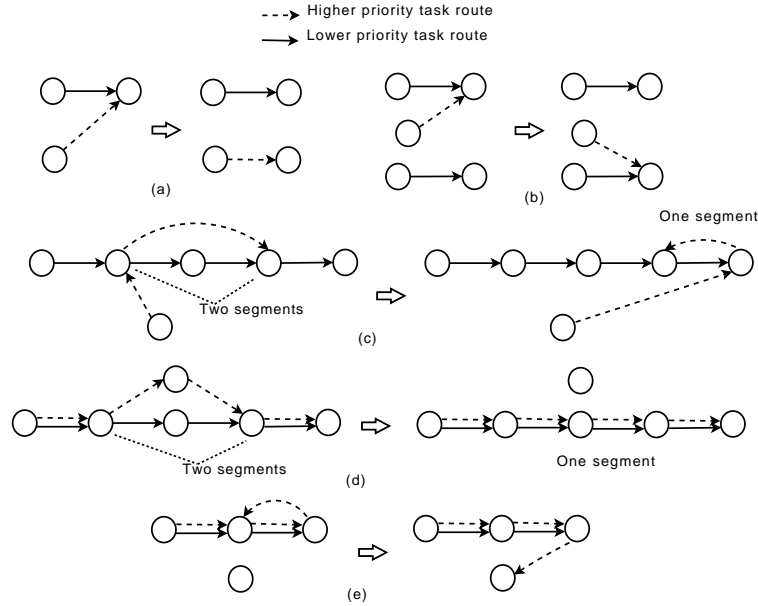 Higher priority task route
Lower priority task route
(a)
(b)
One segment
Two segments
(c)
Two segments
One segment
(d)
(e)